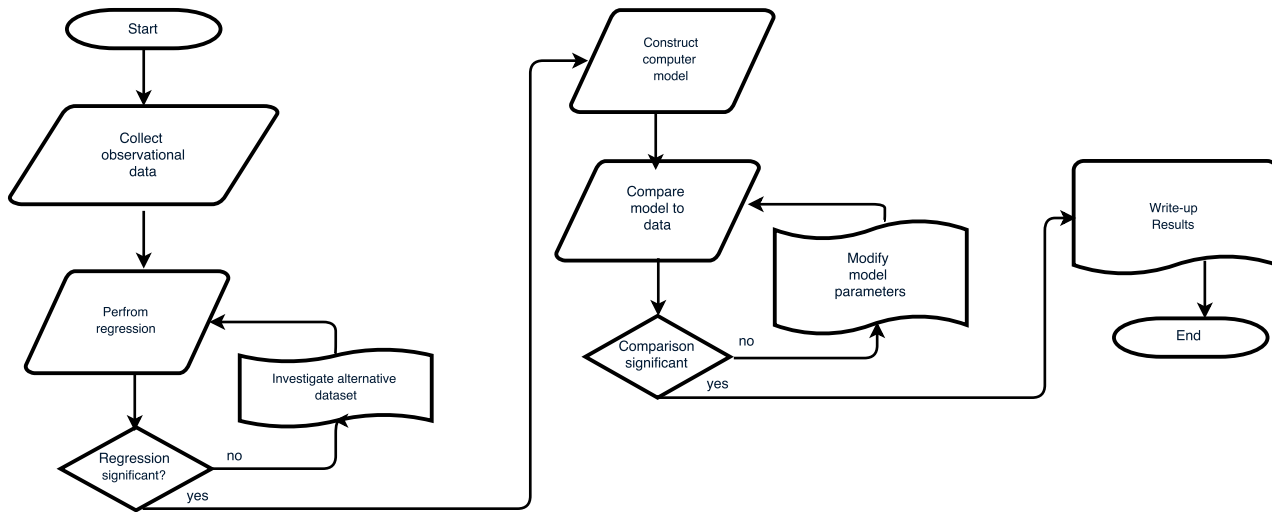 Start
Collect
observational
data
Perfrom
regression
Investigate alternative
dataset
Regression
significant?
no
yes
Construct
computer
model
Compare
model to
data
Modify
model
parameters
Comparison
significant
no
yes
Write-up
Results
End